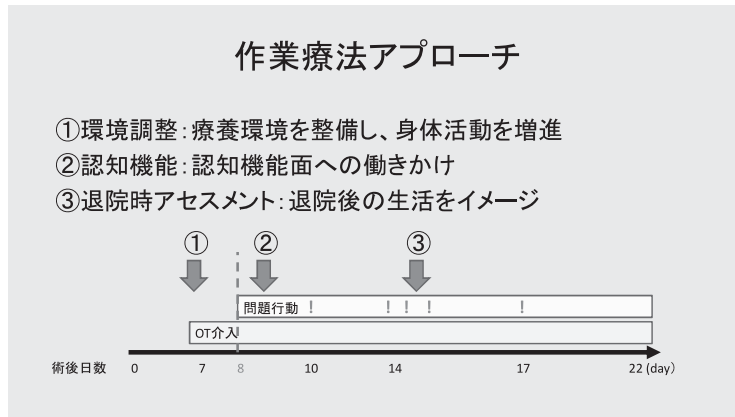 作業療法アプローチ
①環境調整：療養環境を整備し、身体活動を増進
②認知機能：認知機能面への働きかけ
③退院時アセスメント：退院後の生活をイメージ
① ② ③
問題行動 ! ! ! ! !
OT介入
術後日数 0 7 8 10 14 17 22 (day)